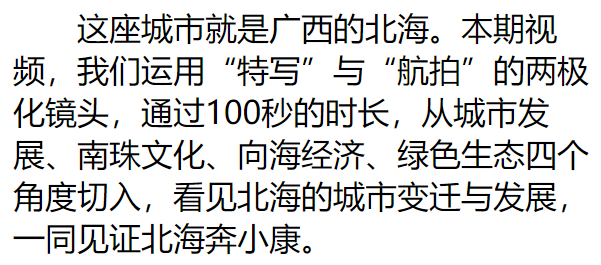 这座城市就是广西的北海。本期视
频，我们运用“特写”与“航拍”的两极
化镜头，通过100秒的时长，从城市发
展、南珠文化、向海经济、绿色生态四个
角度切入，看见北海的城市变迁与发展，
一同见证北海奔小康。